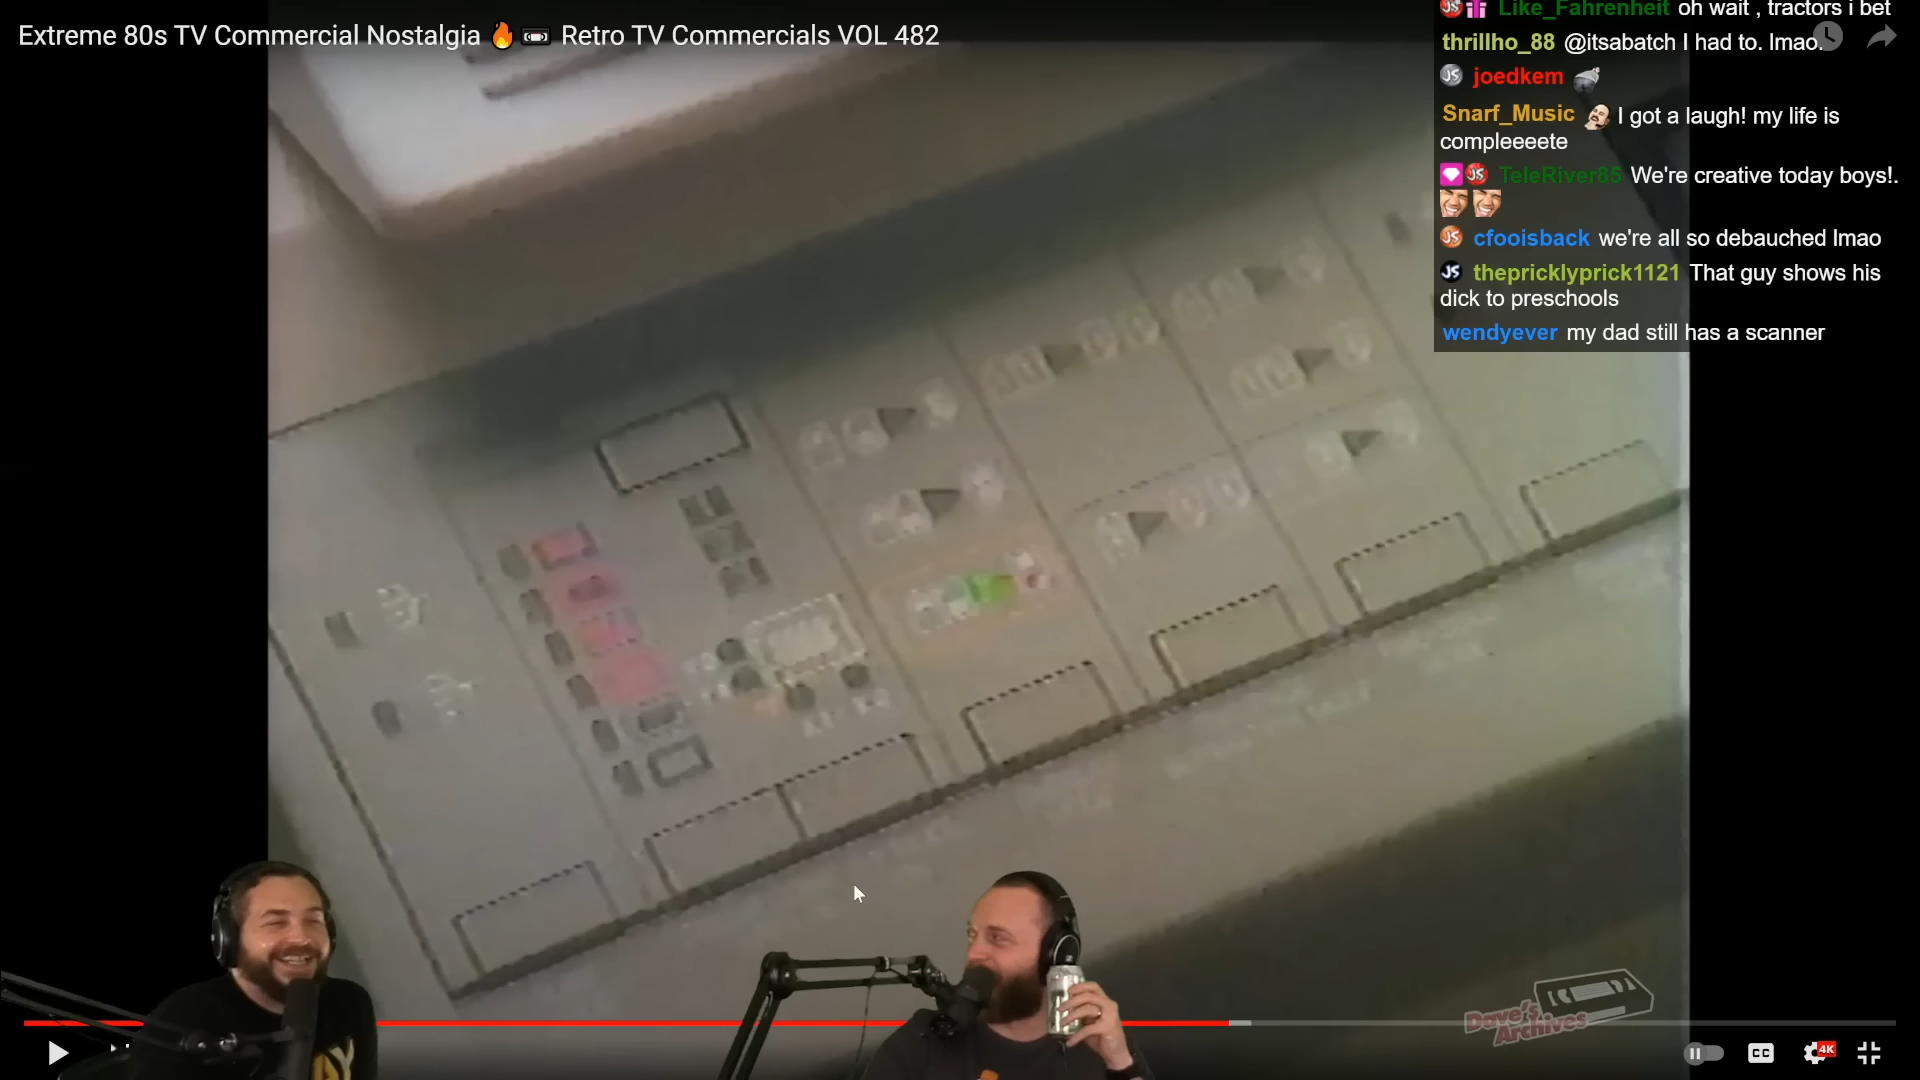 Extreme 80s TV Commercial Nostalgia 🔥📼 Retro TV Commercials VOL 482
Like_Fahrenheit oh wait , tractors i bet
thrillho_88 @itsabatch I had to. lmao.
joedkem
Snarf_Music I got a laugh! my life is
compleeeete
TeleRiver85 We're creative today boys!.
cfooisback we're all so debauched lmao
thepricklyprick1121 That guy shows his
dick to preschools
wendyever my dad still has a scanner
Dave's
Archives
CC
4K